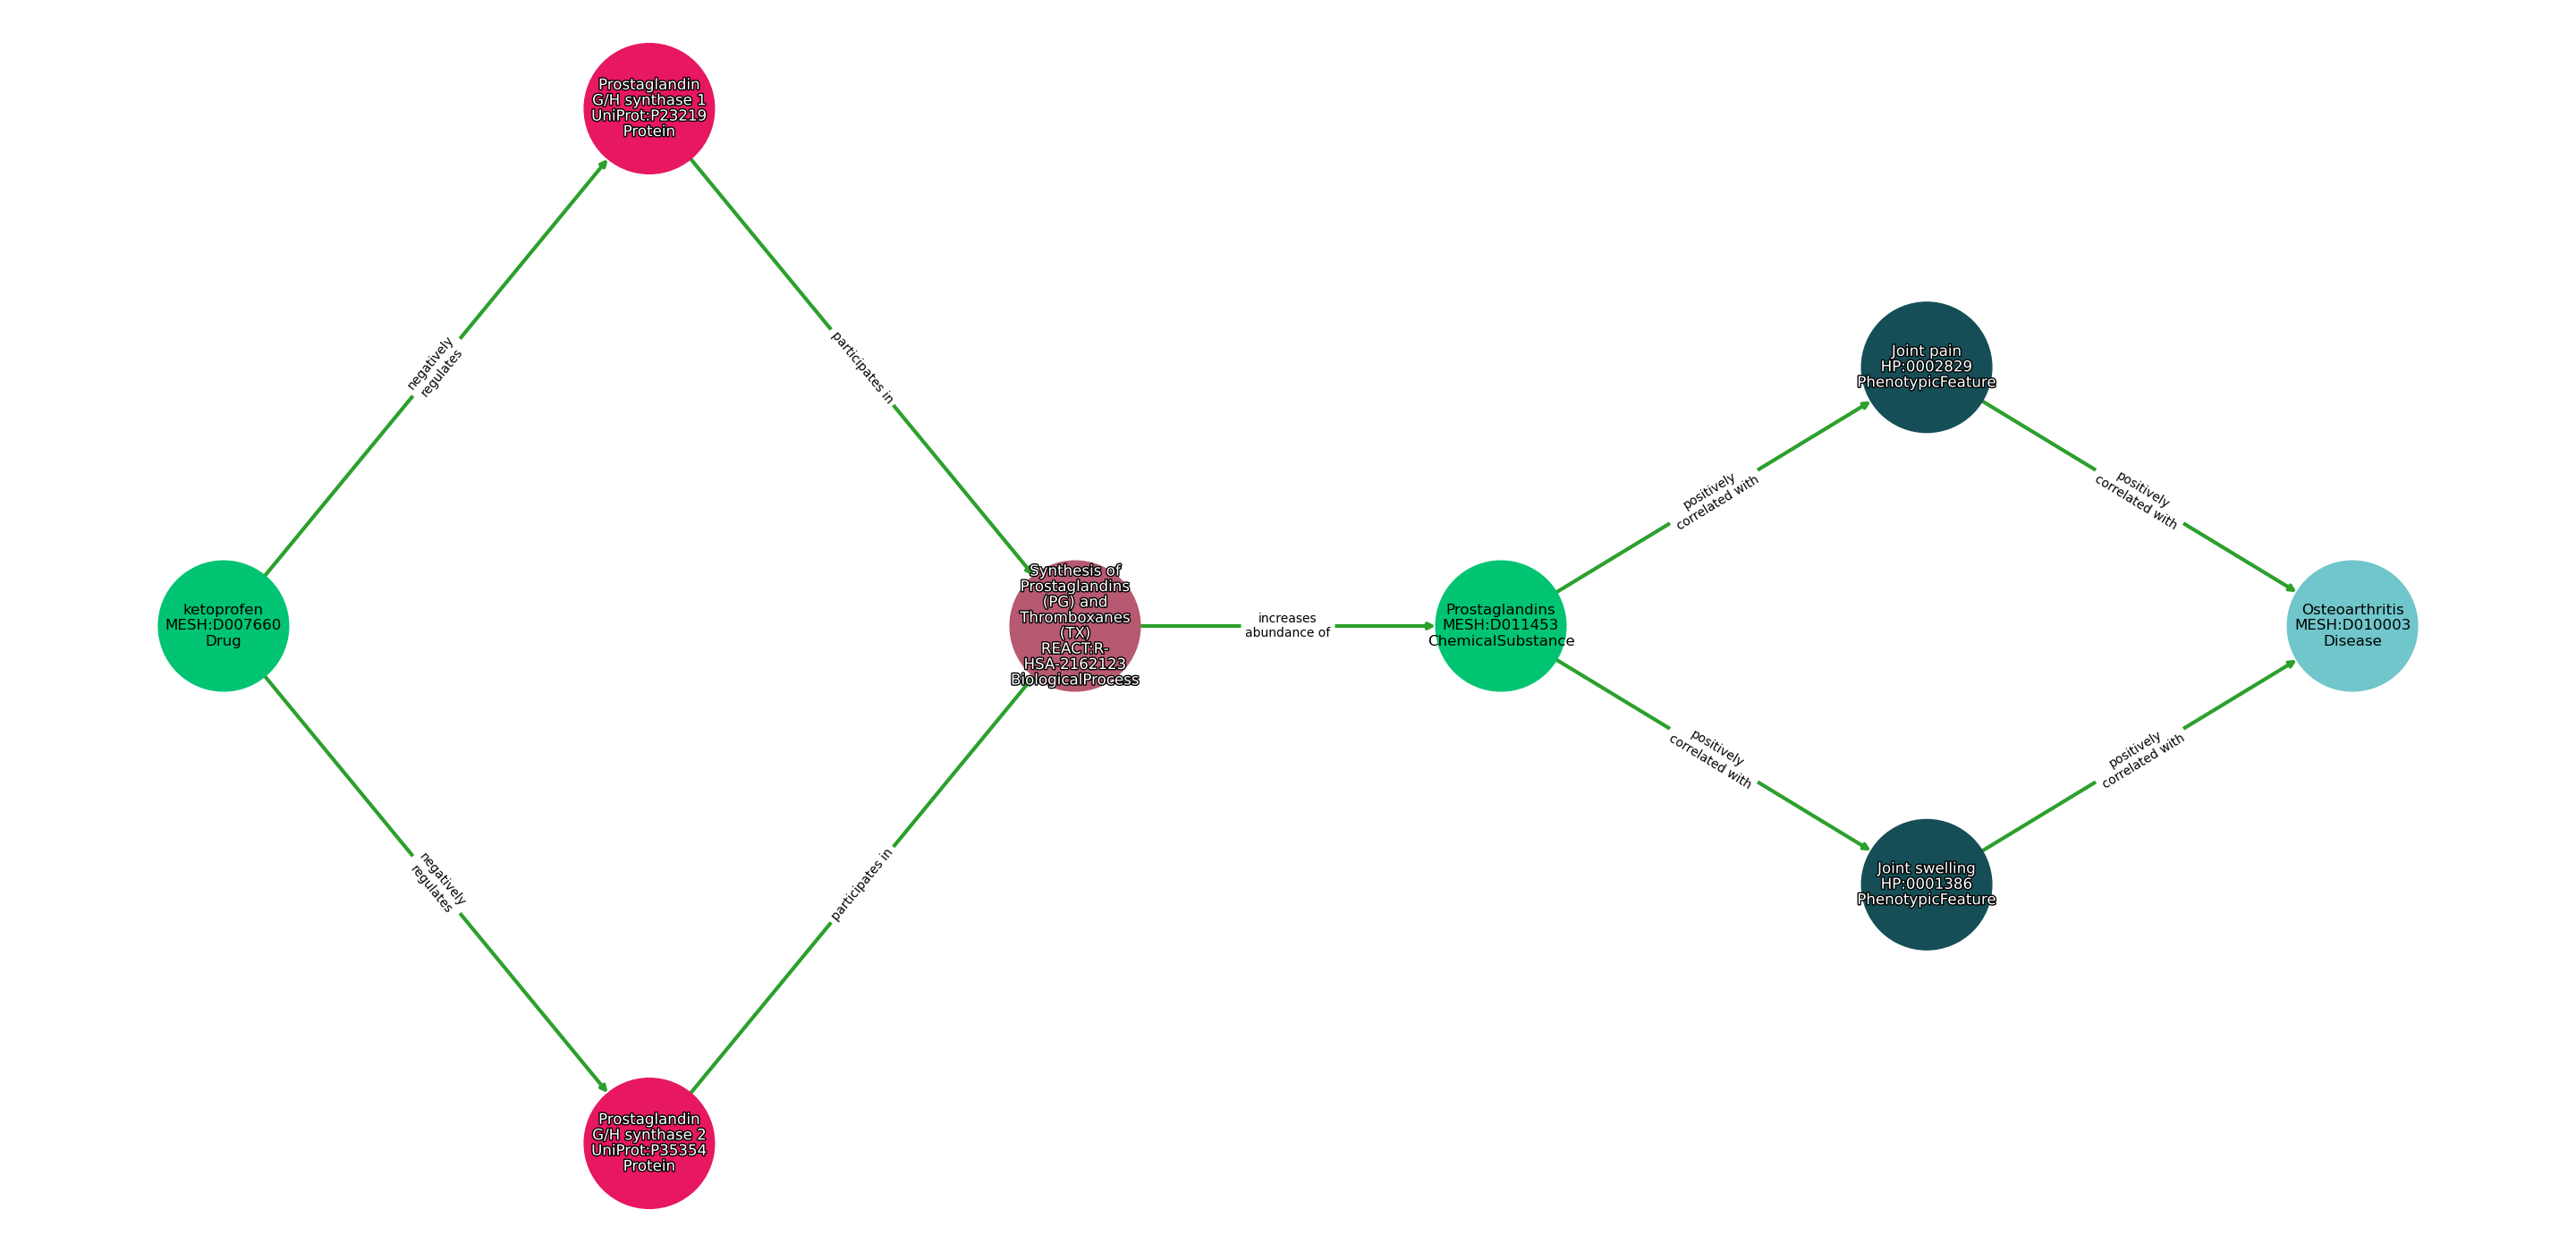 Prostaglandin
G/H synthase 1
UniProt:P23219
Protein
negatively
regulates
participates in
Joint pain
HP:0002829
PhenotypicFeature
positively
correlated with
positively
correlated with
ketoprofen
MESH:D007660
Drug
Synthesis of
Prostaglandins
(PG) and
Thromboxanes
(TX)
REACT:R-
HSA-2162123
BiologicalProcess
increases
abundance of
Prostaglandins
MESH:D011453
ChemicalSubstance
Osteoarthritis
MESH:D010003
Disease
positively
correlated with
positively
correlated with
negatively
regulates
participates in
Joint swelling
HP:0001386
PhenotypicFeature
Prostaglandin
G/H synthase 2
UniProt:P35354
Protein